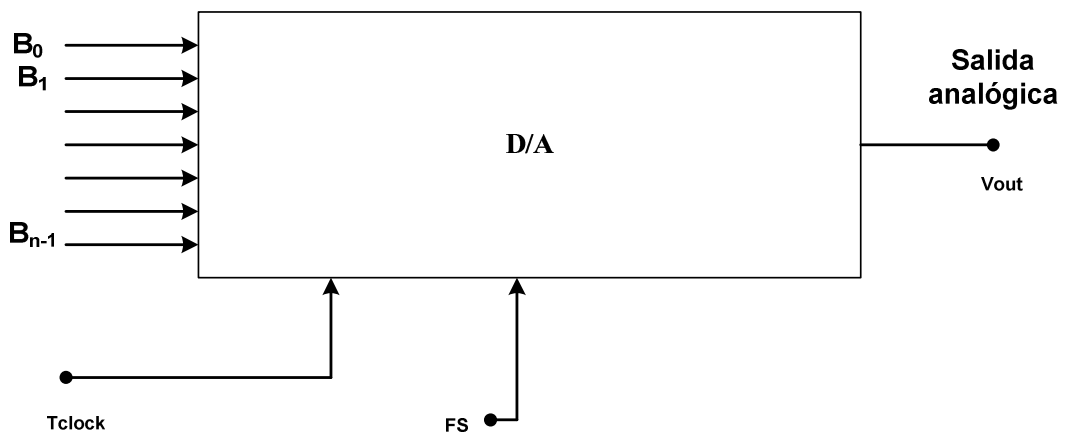 B0
B1
Bn-1
D/A
Salida
analógica
Vout
Tclock
FS